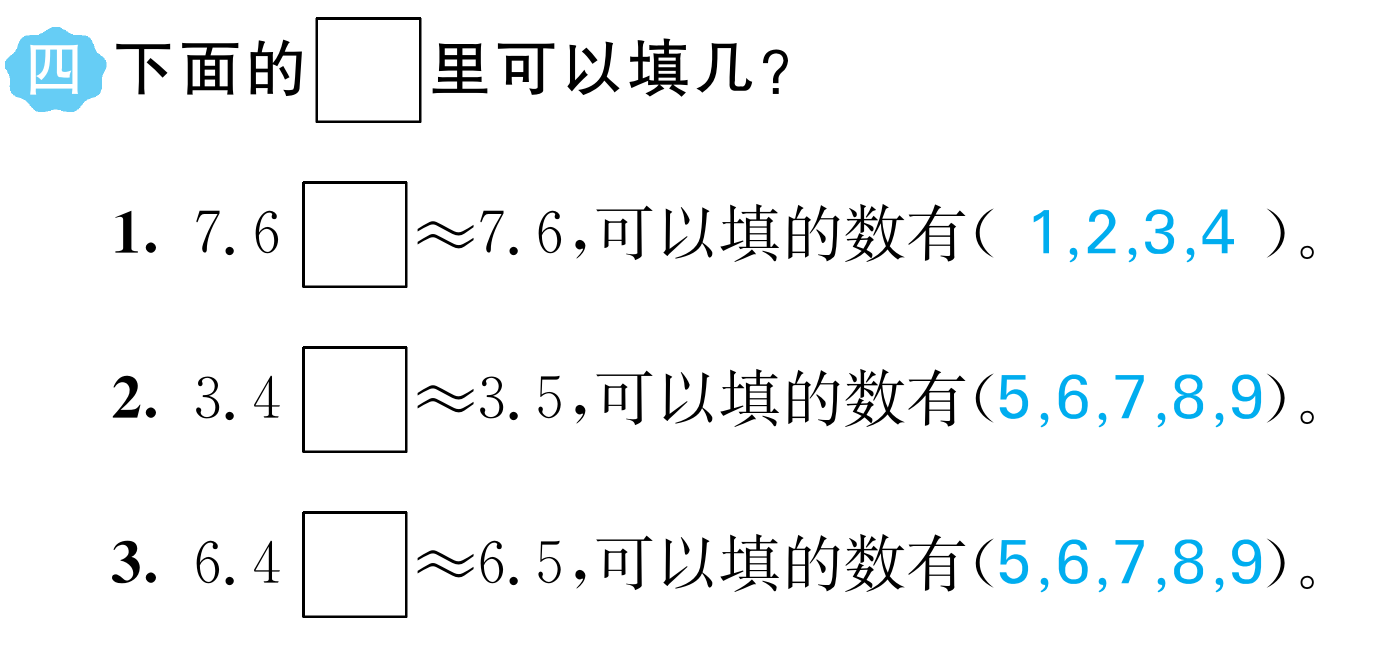 四 下面的□里可以填几?
1. 7.6□≈7.6,可以填的数有( 1,2,3,4 )。
2. 3.4□≈3.5,可以填的数有(5,6,7,8,9)。
3. 6.4□≈6.5,可以填的数有(5,6,7,8,9)。